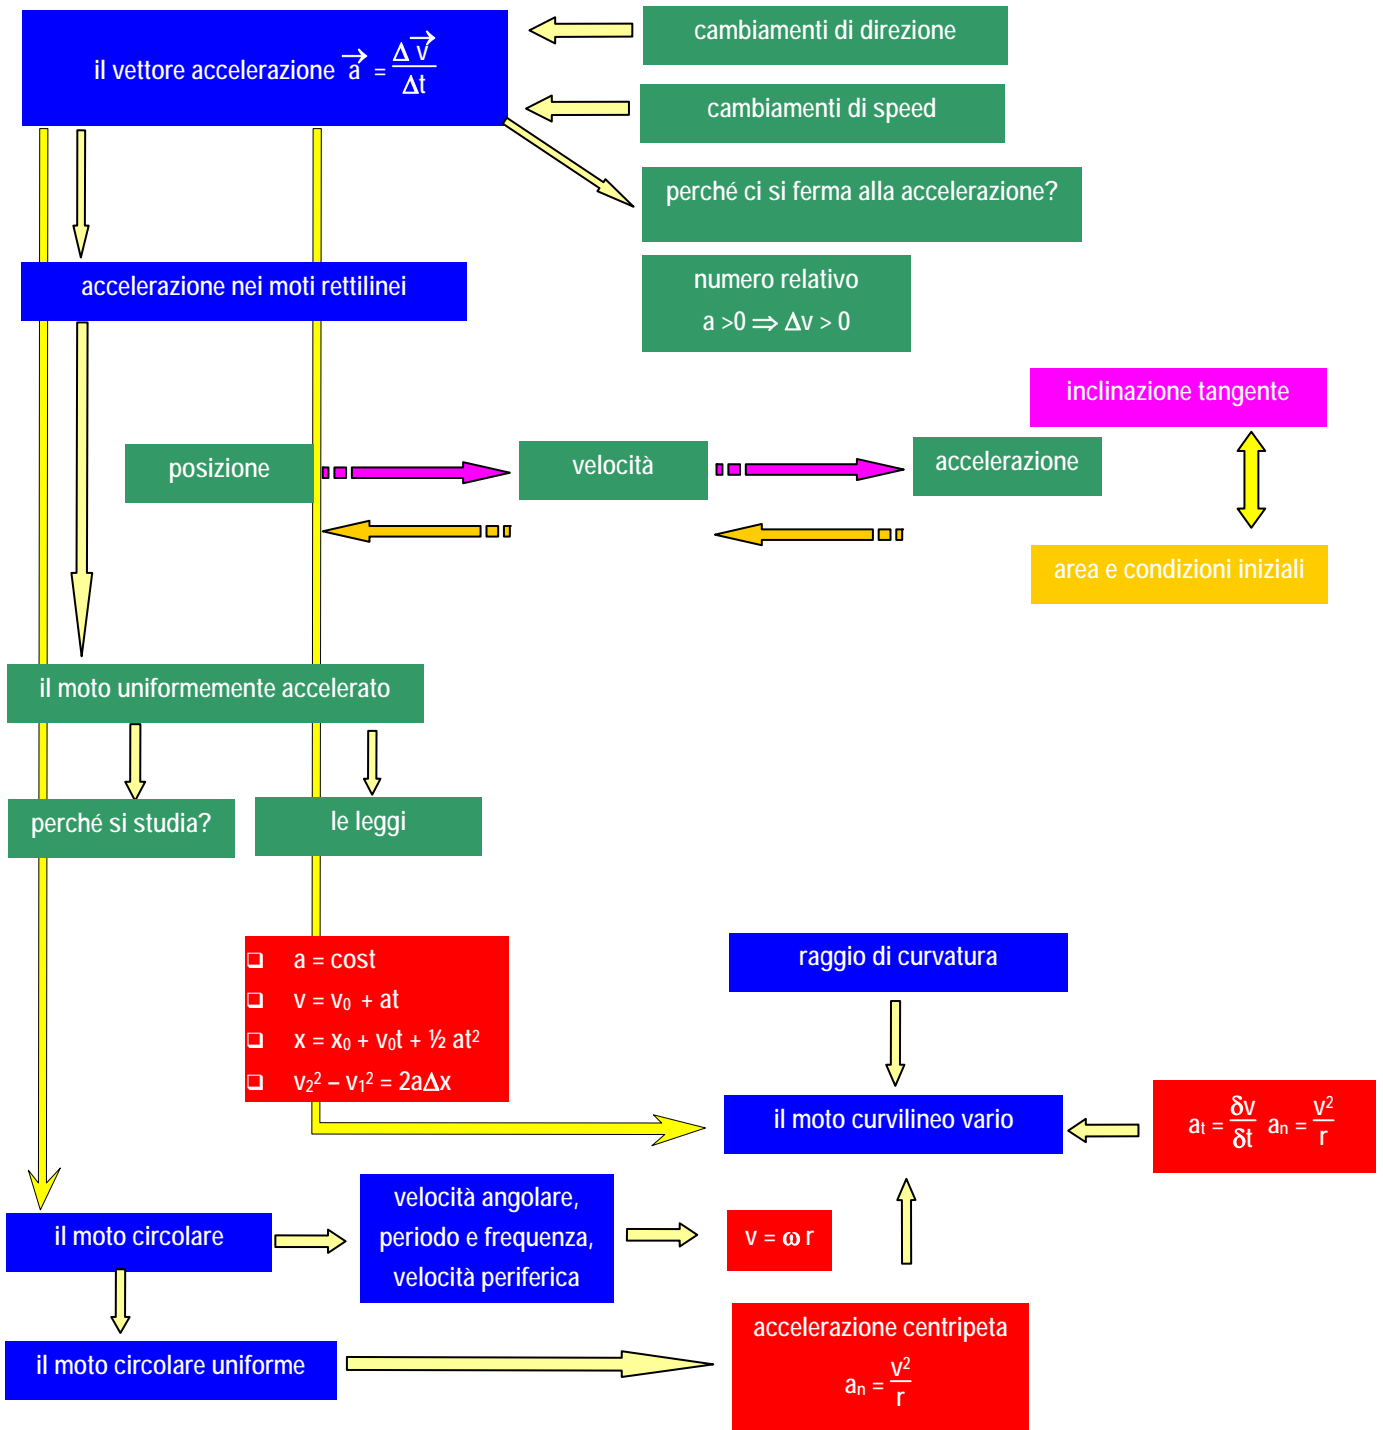 il vettore accelerazione a⃗ = Δv⃗/Δt
cambiamenti di direzione
cambiamenti di speed
perché ci si ferma alla accelerazione?
accelerazione nei moti rettilinei
numero relativo
a >0 ⇒ Δv > 0
inclinazione tangente
posizione
velocità
accelerazione
area e condizioni iniziali
il moto uniformemente accelerato
perché si studia?
le leggi
❑ a = cost
❑ v = v₀ + at
❑ x = x₀ + v₀t + ½ at²
❑ v₂² – v₁² = 2aΔx
raggio di curvatura
il moto curvilineo vario
aₜ = δv/δt aₙ = v²/r
il moto circolare
velocità angolare,
periodo e frequenza,
velocità periferica
v = ω r
il moto circolare uniforme
accelerazione centripeta
aₙ = v²/r